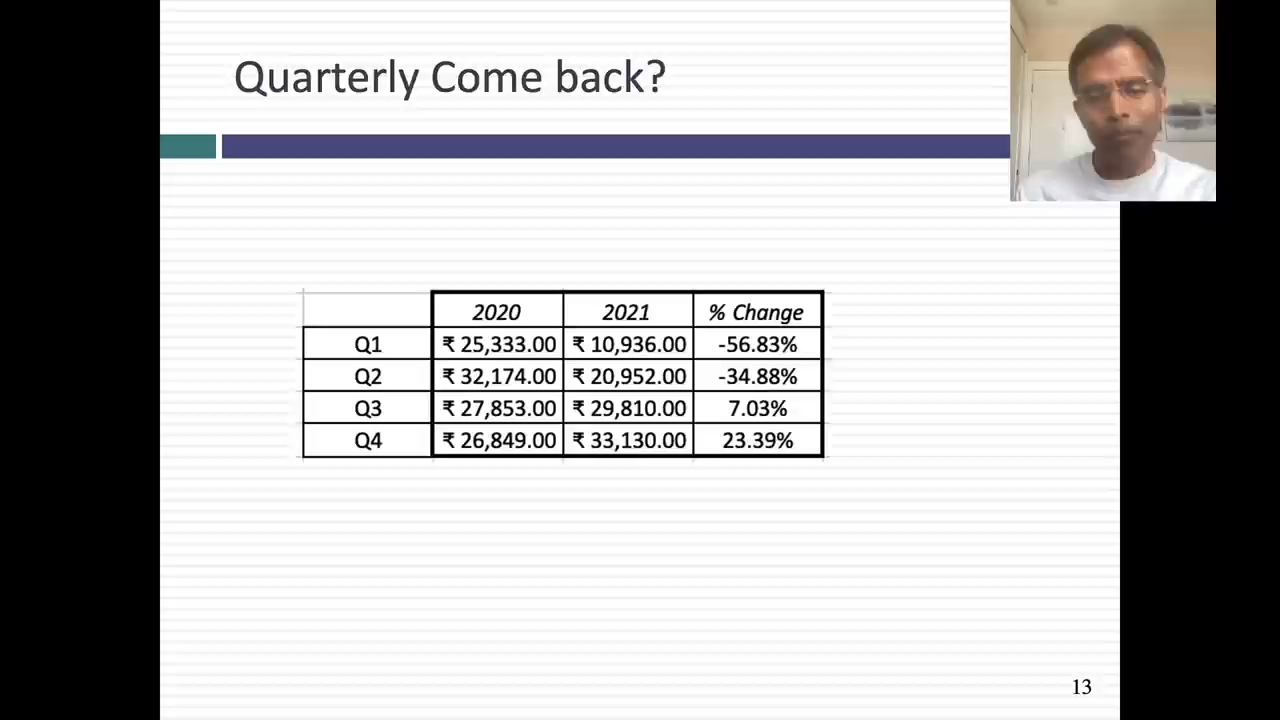 Quarterly Come back?
2020 2021 % Change
Q1 ₹ 25,333.00 ₹ 10,936.00 -56.83%
Q2 ₹ 32,174.00 ₹ 20,952.00 -34.88%
Q3 ₹ 27,853.00 ₹ 29,810.00 7.03%
Q4 ₹ 26,849.00 ₹ 33,130.00 23.39%
13